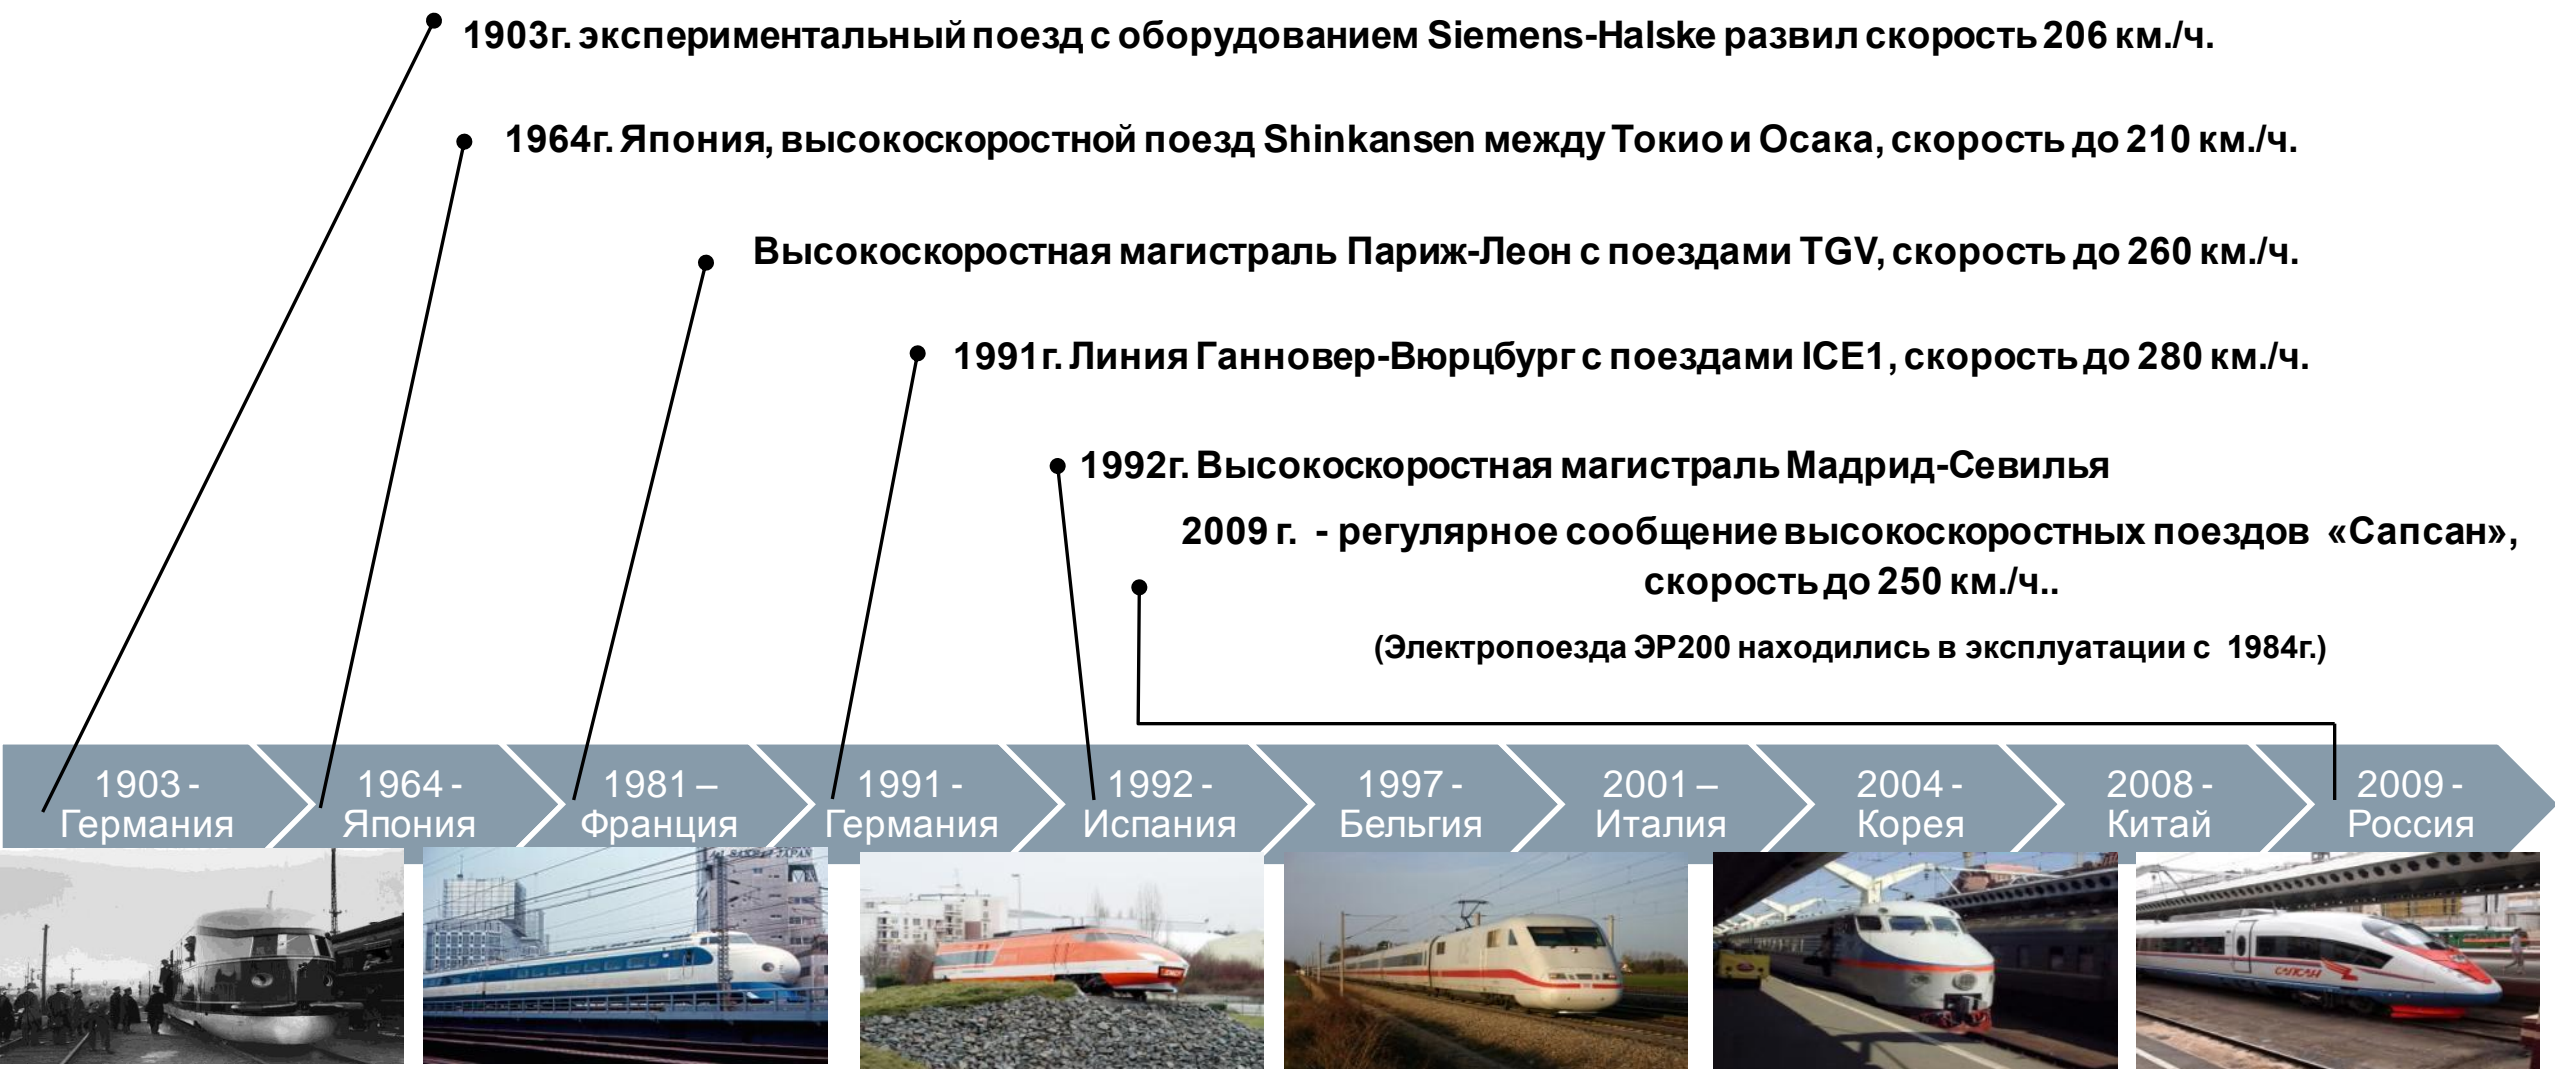 1903г. экспериментальный поезд с оборудованием Siemens-Halske развил скорость 206 км./ч.
1964г. Япония, высокоскоростной поезд Shinkansen между Токио и Осака, скорость до 210 км./ч.
Высокоскоростная магистраль Париж-Леон с поездами TGV, скорость до 260 км./ч.
1991г. Линия Ганновер-Вюрцбург с поездами ICE1, скорость до 280 км./ч.
1992г. Высокоскоростная магистраль Мадрид-Севилья
2009 г. - регулярное сообщение высокоскоростных поездов «Сапсан»,
скорость до 250 км./ч..
(Электропоезда ЭР200 находились в эксплуатации с 1984г.)
1903 -
Германия
1964 -
Япония
1981 –
Франция
1991 -
Германия
1992 -
Испания
1997 -
Бельгия
2001 –
Италия
2004 -
Корея
2008 -
Китай
2009 -
Россия
САПСАН